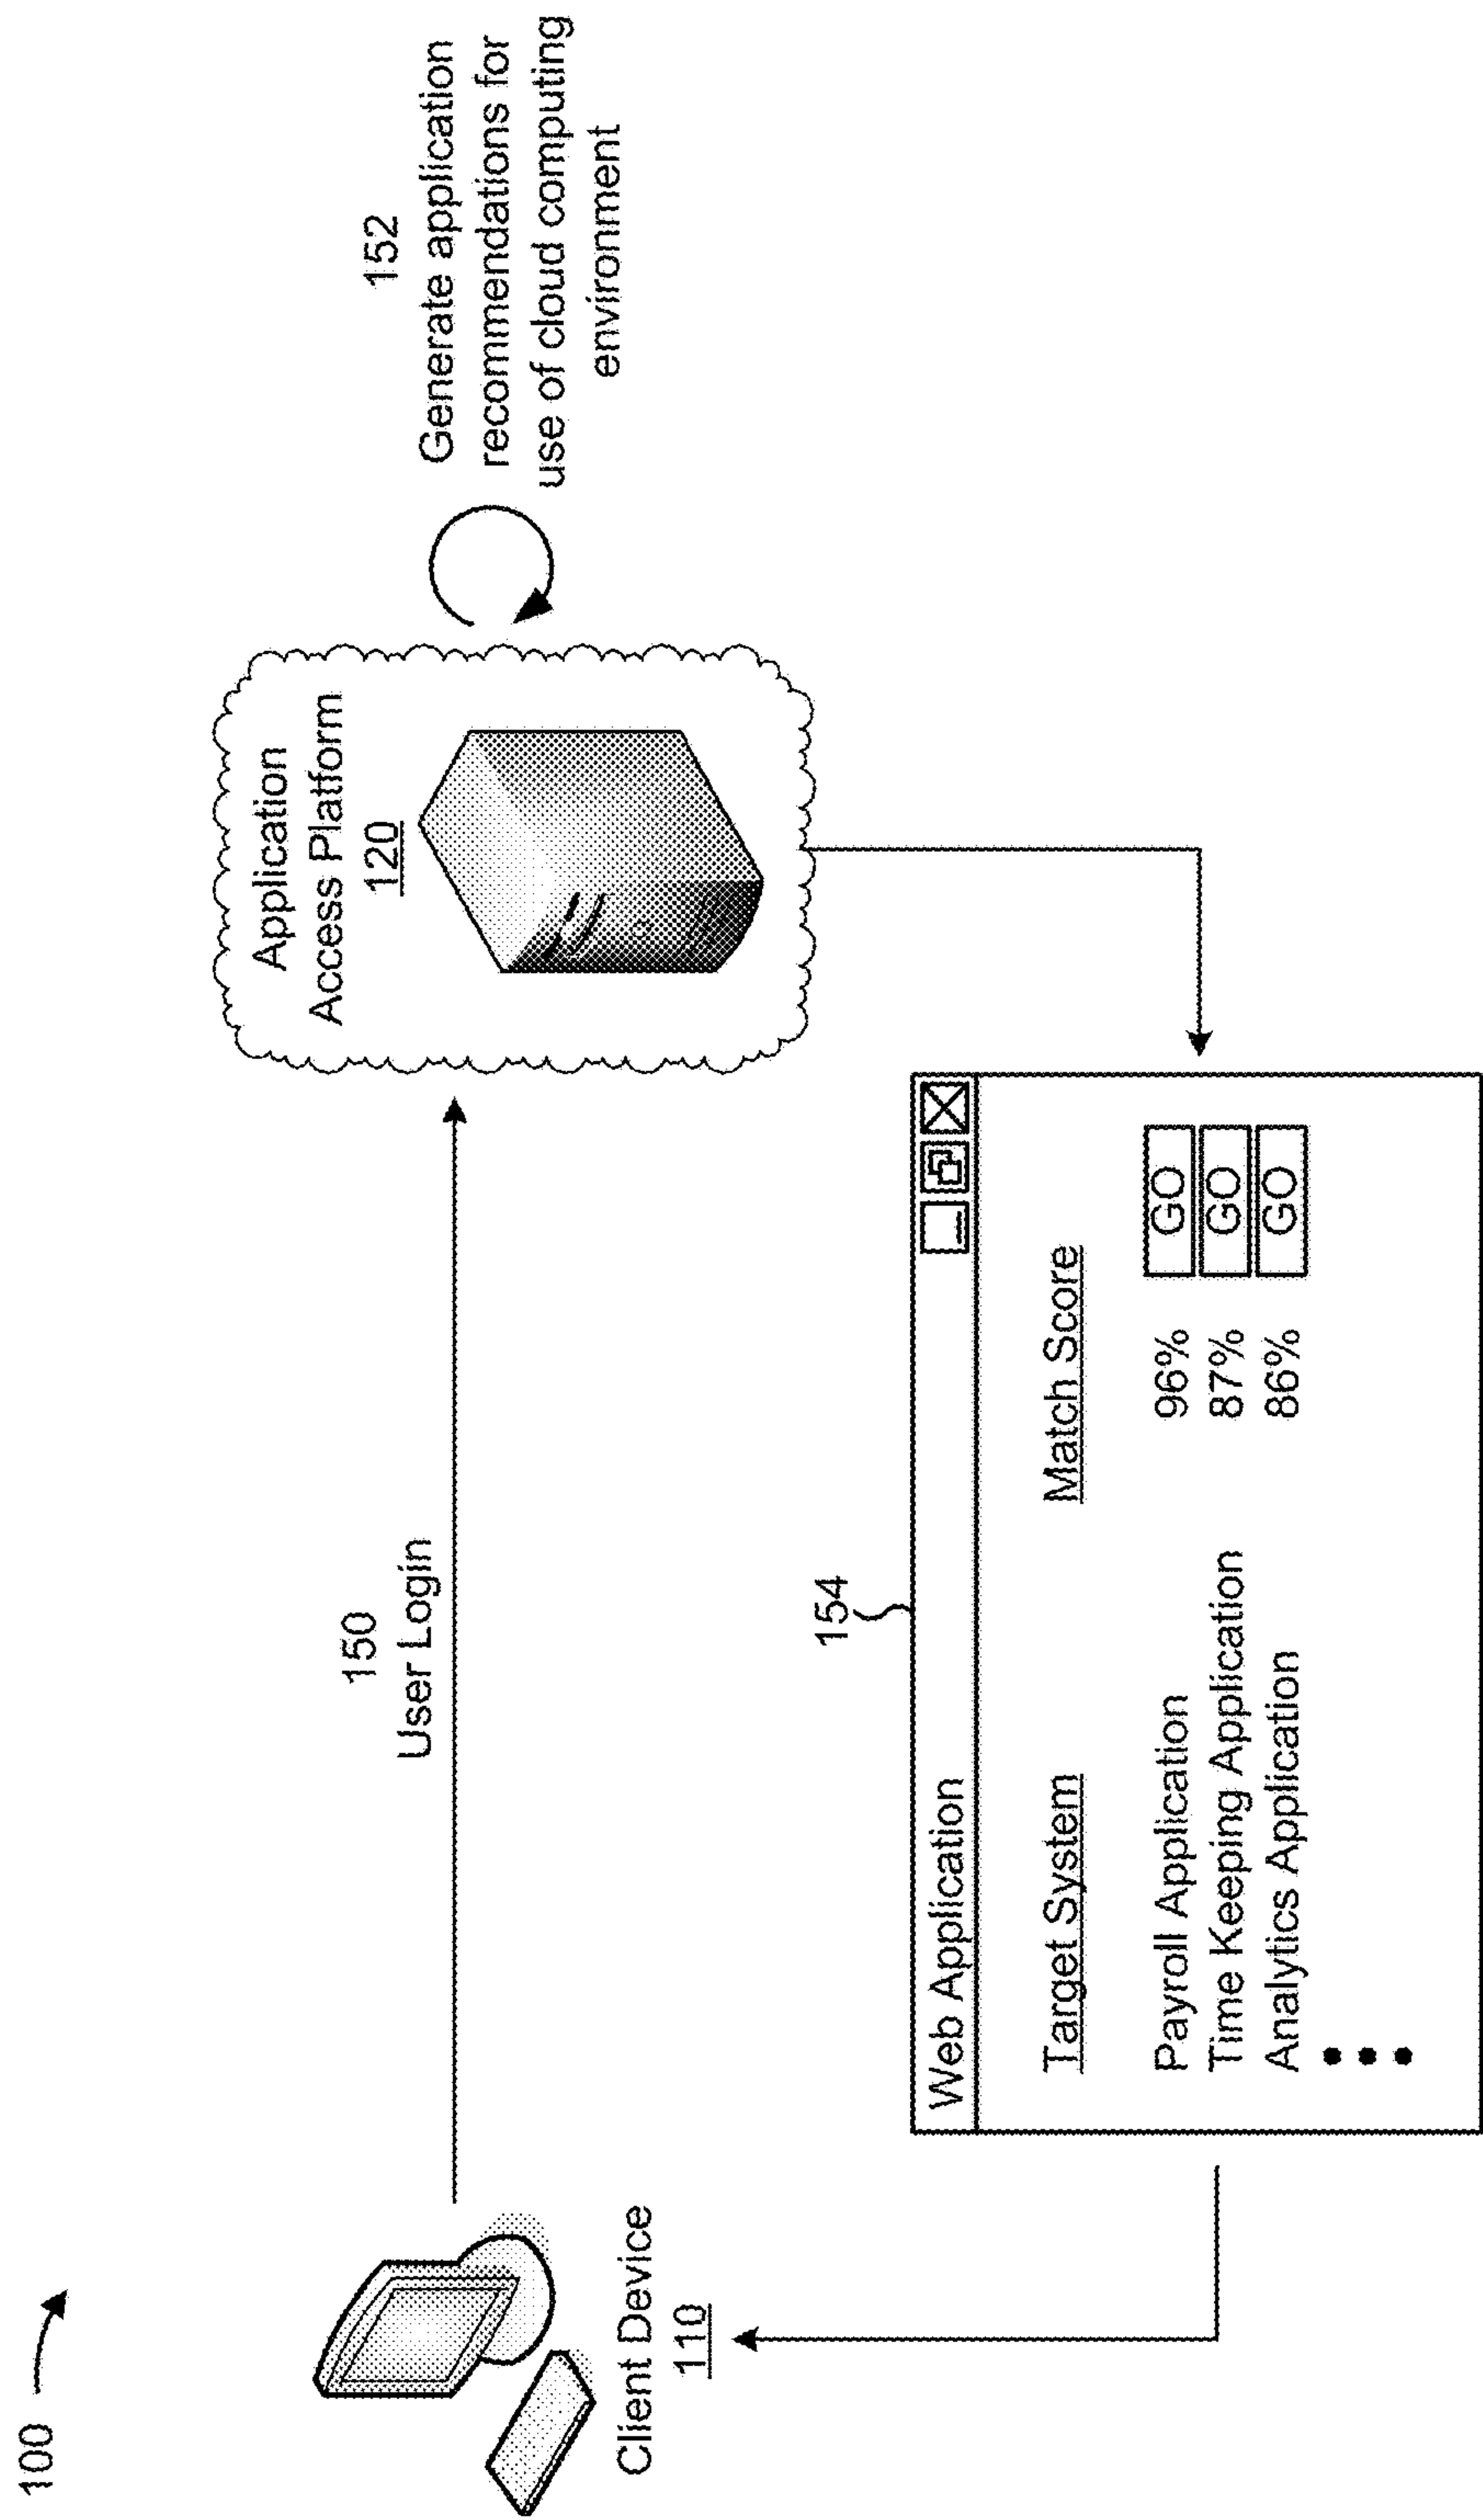 100
150
User Login
Application
Access Platform
120
152
Generate application
recommendations for
use of cloud computing
environment
Client Device
110
154
Web Application
Target System Match Score
Payroll Application 96% GO
Time Keeping Application 87% GO
Analytics Application 86% GO